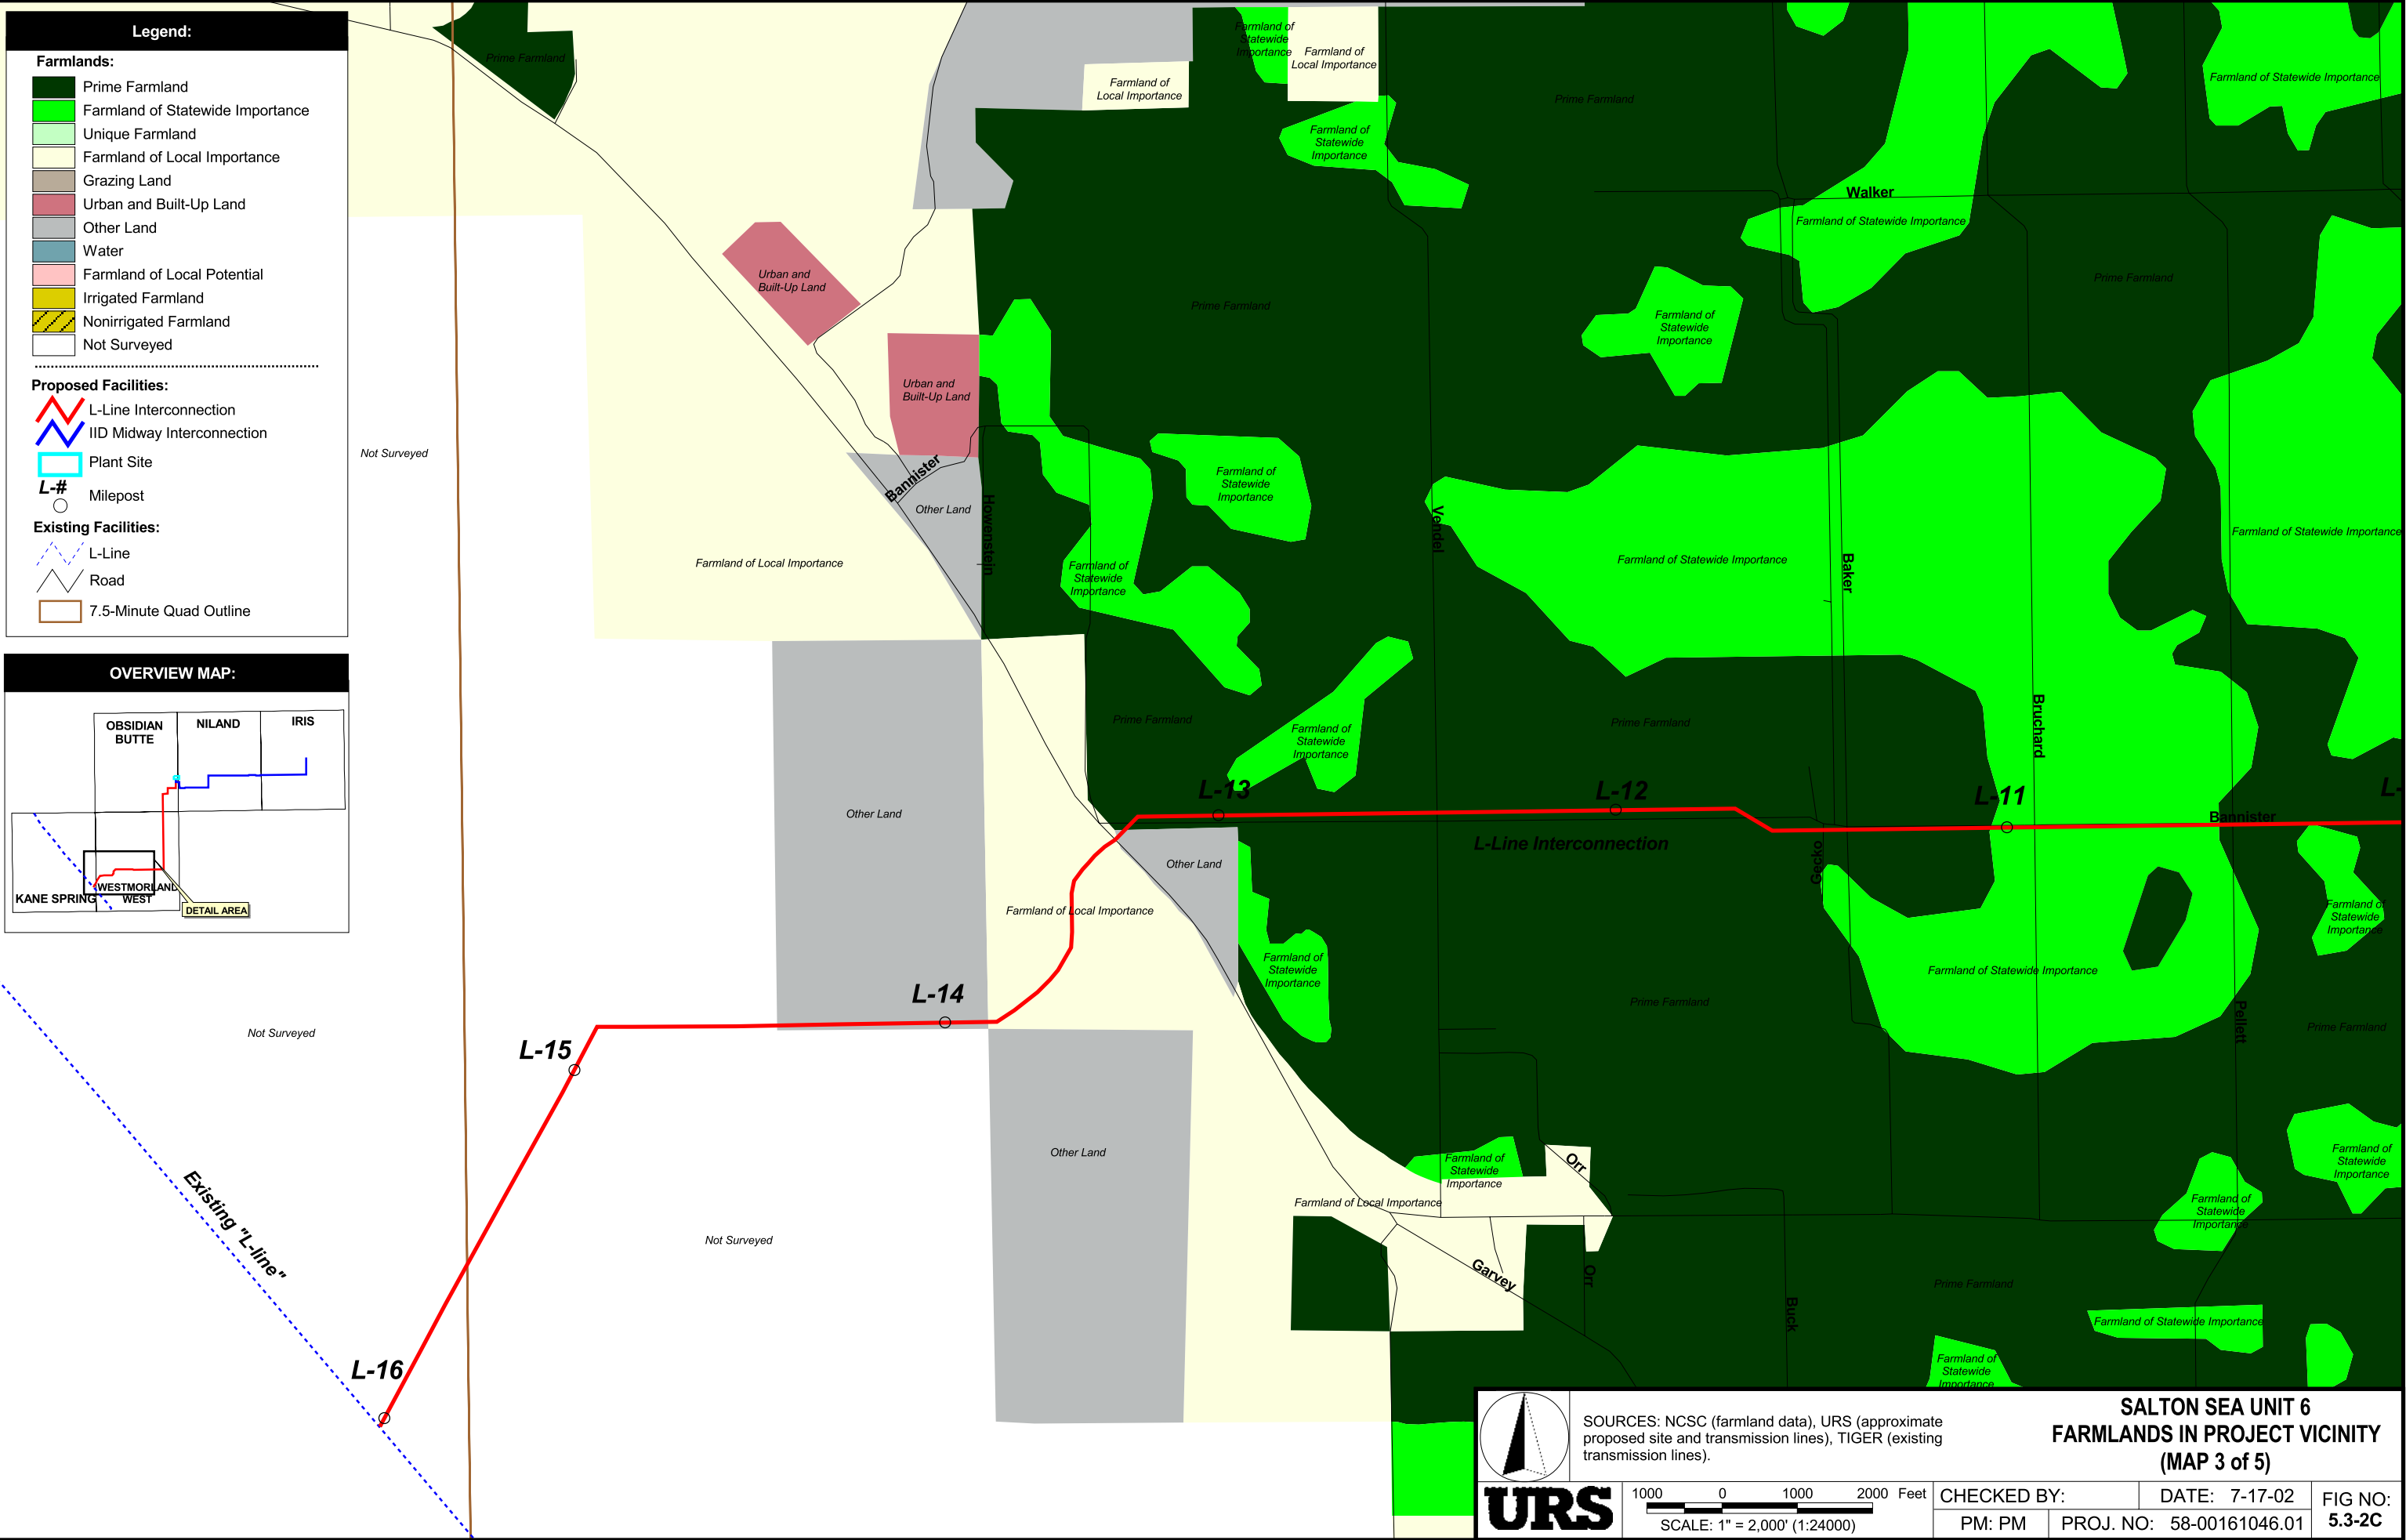 Legend:
Farmlands:
Prime Farmland
Farmland of Statewide Importance
Unique Farmland
Farmland of Local Importance
Grazing Land
Urban and Built-Up Land
Other Land
Water
Farmland of Local Potential
Irrigated Farmland
Nonirrigated Farmland
Not Surveyed
Proposed Facilities:
L-Line Interconnection
IID Midway Interconnection
Plant Site
L-#
Milepost
Existing Facilities:
L-Line
Road
7.5-Minute Quad Outline
OVERVIEW MAP:
OBSIDIAN
BUTTE
NILAND
IRIS
KANE SPRING
WESTMORLAND
WEST
DETAIL AREA
Prime Farmland
Farmland of
Statewide
Importance
Farmland of
Local Importance
Farmland of
Local Importance
Prime Farmland
Farmland of Statewide Importance
Farmland of
Statewide
Importance
Walker
Farmland of Statewide Importance
Urban and
Built-Up Land
Prime Farmland
Prime Farmland
Farmland of
Statewide
Importance
Urban and
Built-Up Land
Not Surveyed
Bannister
Other Land
Howenstein
Farmland of
Statewide
Importance
Vendel
Farmland of Statewide Importance
Baker
Farmland of Statewide Importance
Farmland of Local Importance
Farmland of
Statewide
Importance
Prime Farmland
Farmland of
Statewide
Importance
Prime Farmland
Bruchard
L-13
L-12
L-11
L-
Bannister
Other Land
L-Line Interconnection
Gecko
Other Land
Farmland of Local Importance
Farmland of
Statewide
Importance
Farmland of
Statewide
Importance
Farmland of Statewide Importance
L-14
Prime Farmland
Pellett
Prime Farmland
Not Surveyed
L-15
Other Land
Farmland of
Statewide
Importance
Orr
Farmland of
Statewide
Importance
Farmland of Local Importance
Farmland of
Statewide
Importance
Existing "L-line"
Not Surveyed
Garvey
Orr
Buck
Prime Farmland
Farmland of Statewide Importance
L-16
Farmland of
Statewide
Importance
SOURCES: NCSC (farmland data), URS (approximate
proposed site and transmission lines), TIGER (existing
transmission lines).
SALTON SEA UNIT 6
FARMLANDS IN PROJECT VICINITY
(MAP 3 of 5)
URS
1000 0 1000 2000 Feet
SCALE: 1" = 2,000' (1:24000)
CHECKED BY:
DATE: 7-17-02
PM: PM
PROJ. NO: 58-00161046.01
FIG NO:
5.3-2C